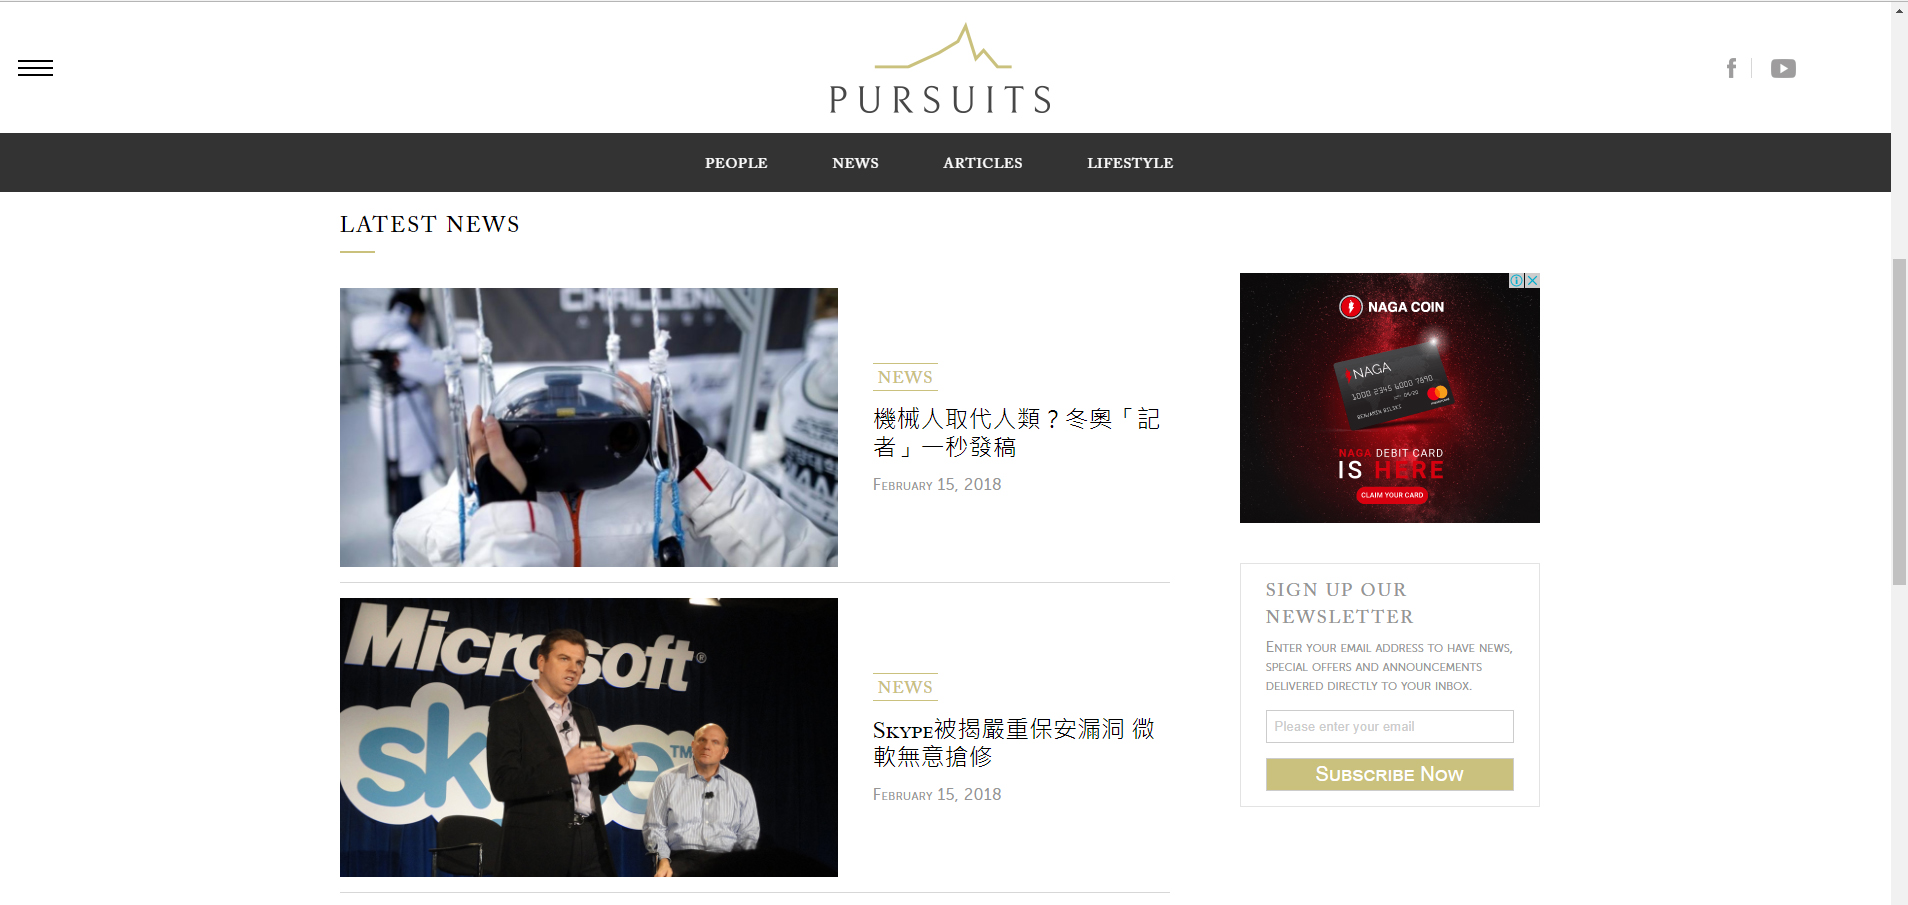 PURSUITS
PEOPLE NEWS ARTICLES LIFESTYLE
LATEST NEWS
CHALLEN
NEWS
機械人取代人類？冬奧「記
者」一秒發稿
February 15, 2018
Microsoft®
skype™
NEWS
Skype被揭嚴重保安漏洞 微
軟無意搶修
February 15, 2018
NAGA COIN
NAGA
1000 2345 6000 7890
NAGA DEBIT CARD
IS HERE
CLAIM YOUR CARD
SIGN UP OUR
NEWSLETTER
Enter your email address to have news,
special offers and announcements
delivered directly to your inbox.
Please enter your email
Subscribe Now